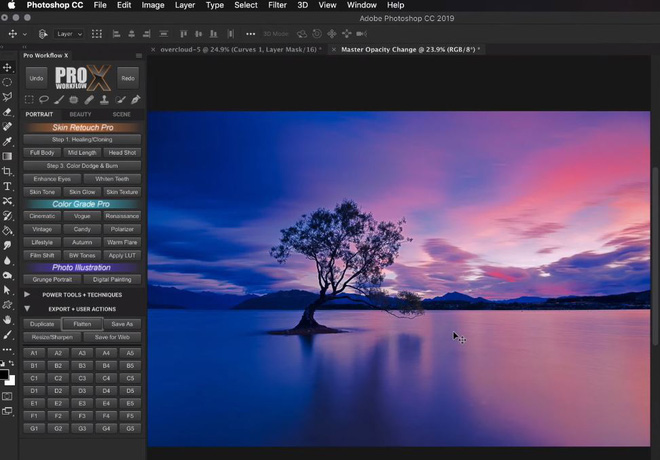 Photoshop CC File Edit Image Layer Type Select Filter 3D View Window Help
Adobe Photoshop CC 2019
Layer 3D Mode:
× overcloud-5 @ 24.9% (Curves 1, Layer Mask/16) * × Master Opacity Change @ 23.9% (RGB/8*) *
Pro Workflow X
Undo PRO WORKFLOW X Redo
PORTRAIT BEAUTY SCENE
Skin Retouch Pro
Step 1. Healing/Cloning
Full Body Mid Length Head Shot
Step 3. Color Dodge & Burn
Enhance Eyes Whiten Teeth
Skin Tone Skin Glow Skin Texture
Color Grade Pro
Cinematic Vogue Renaissance
Vintage Candy Polarizer
Lifestyle Autumn Warm Flare
Film Shift BW Tones Apply LUT
Photo Illustration
Grunge Portrait Digital Painting
POWER TOOLS + TECHNIQUES
EXPORT + USER ACTIONS
Duplicate Flatten Save As
Resize/Sharpen Save for Web
A1 A2 A3 A4 A5
B1 B2 B3 B4 B5
C1 C2 C3 C4 C5
D1 D2 D3 D4 D5
E1 E2 E3 E4 E5
F1 F2 F3 F4 F5
G1 G2 G3 G4 G5